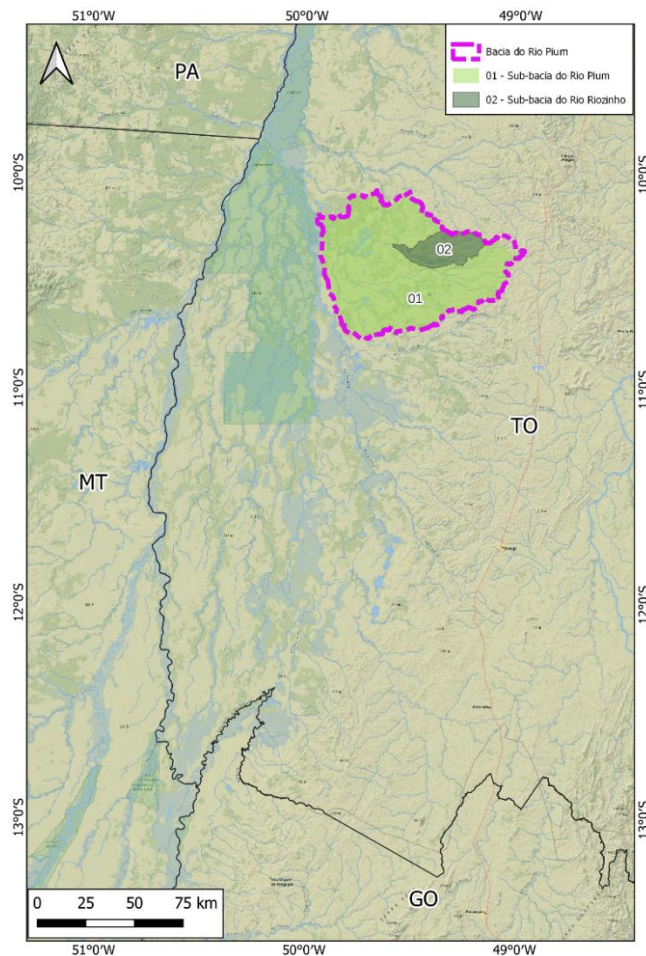 51°0'W
50°0'W
49°0'W
Bacia do Rio Pium
01 - Sub-bacia do Rio Pium
02 - Sub-bacia do Rio Riozinho
PA
10°0'S
10°0'S
02
01
11°0'S
11°0'S
TO
MT
12°0'S
12°0'S
13°0'S
13°0'S
GO
0 25 50 75 km
51°0'W
50°0'W
49°0'W